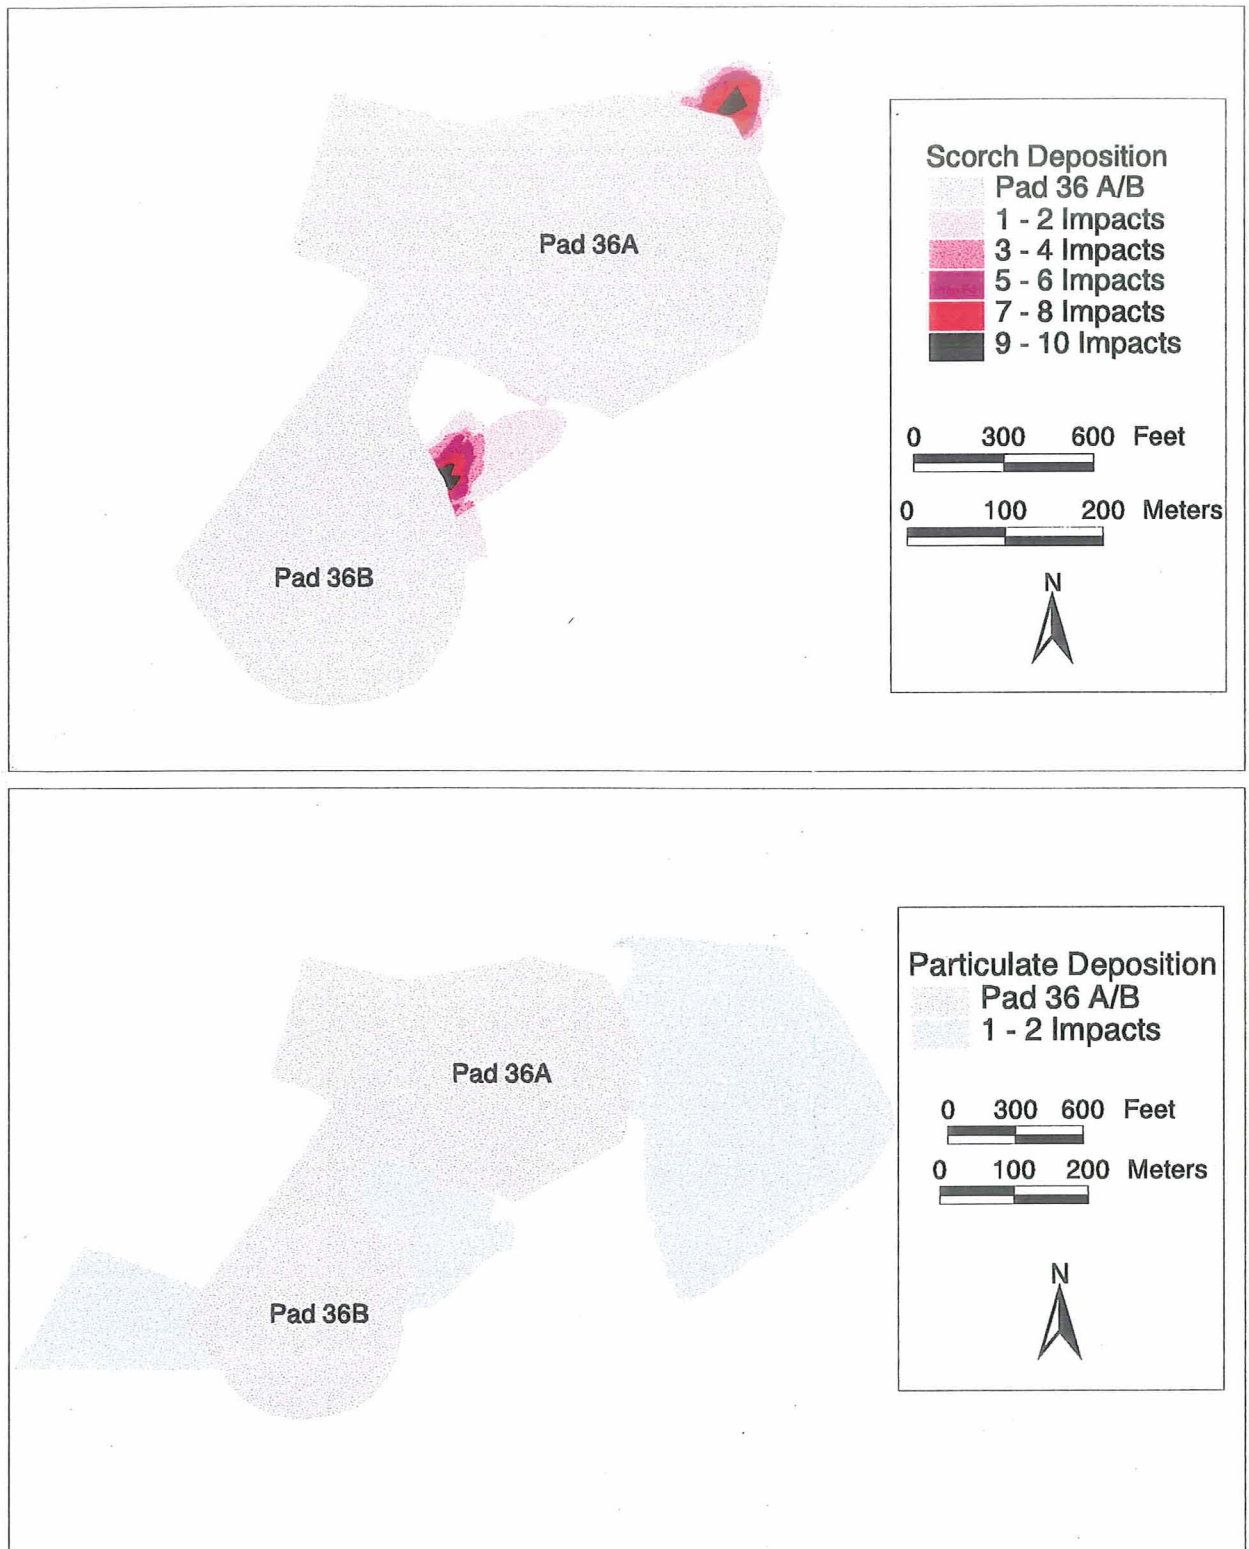 Pad 36A
Pad 36B
Scorch Deposition
Pad 36 A/B
1 - 2 Impacts
3 - 4 Impacts
5 - 6 Impacts
7 - 8 Impacts
9 - 10 Impacts
0 300 600 Feet
0 100 200 Meters
N
Pad 36A
Pad 36B
Particulate Deposition
Pad 36 A/B
1 - 2 Impacts
0 300 600 Feet
0 100 200 Meters
N